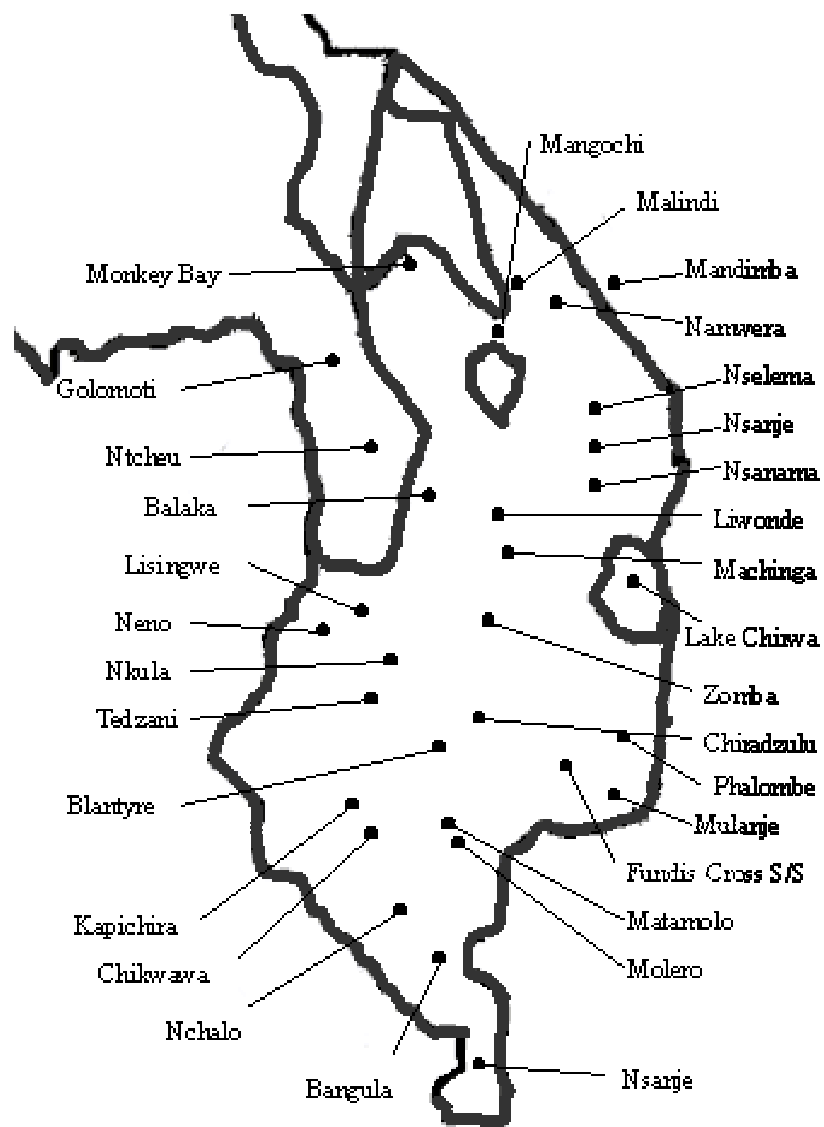 Mangochi
Malindi
Monkey Bay
Mandimba
Namwera
Golomoti
Nselema
Nsanje
Ntcheu
Nsanama
Balaka
Liwonde
Lisingwe
Machinga
Neno
Lake Chirwa
Nkula
Zomba
Tedzani
Chiradzulu
Phalombe
Blantyre
Mulanje
Fundis Cross S/S
Kapichira
Matamolo
Chikwawa
Molero
Nchalo
Bangula
Nsanje